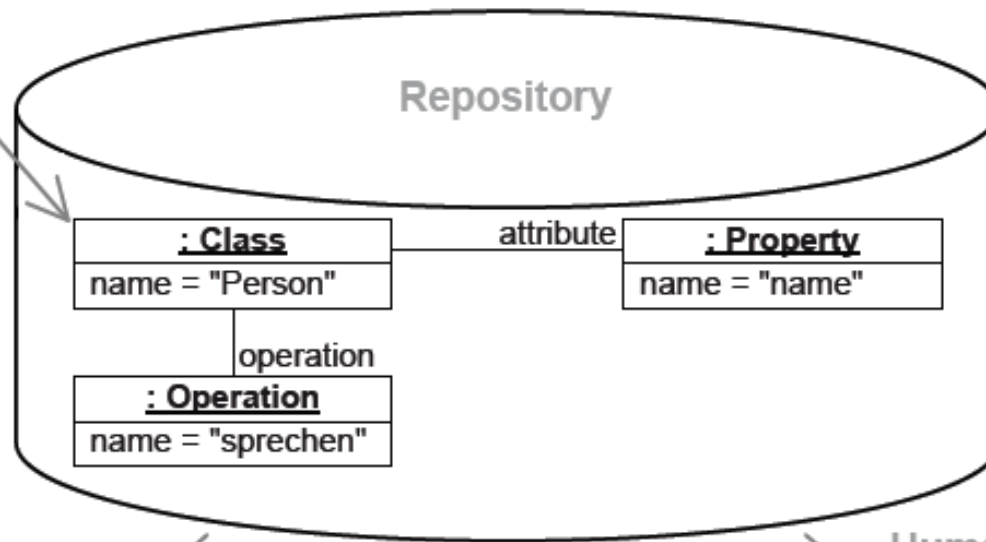 Repository
: Class
name = "Person"
attribute
: Property
name = "name"
operation
: Operation
name = "sprechen"